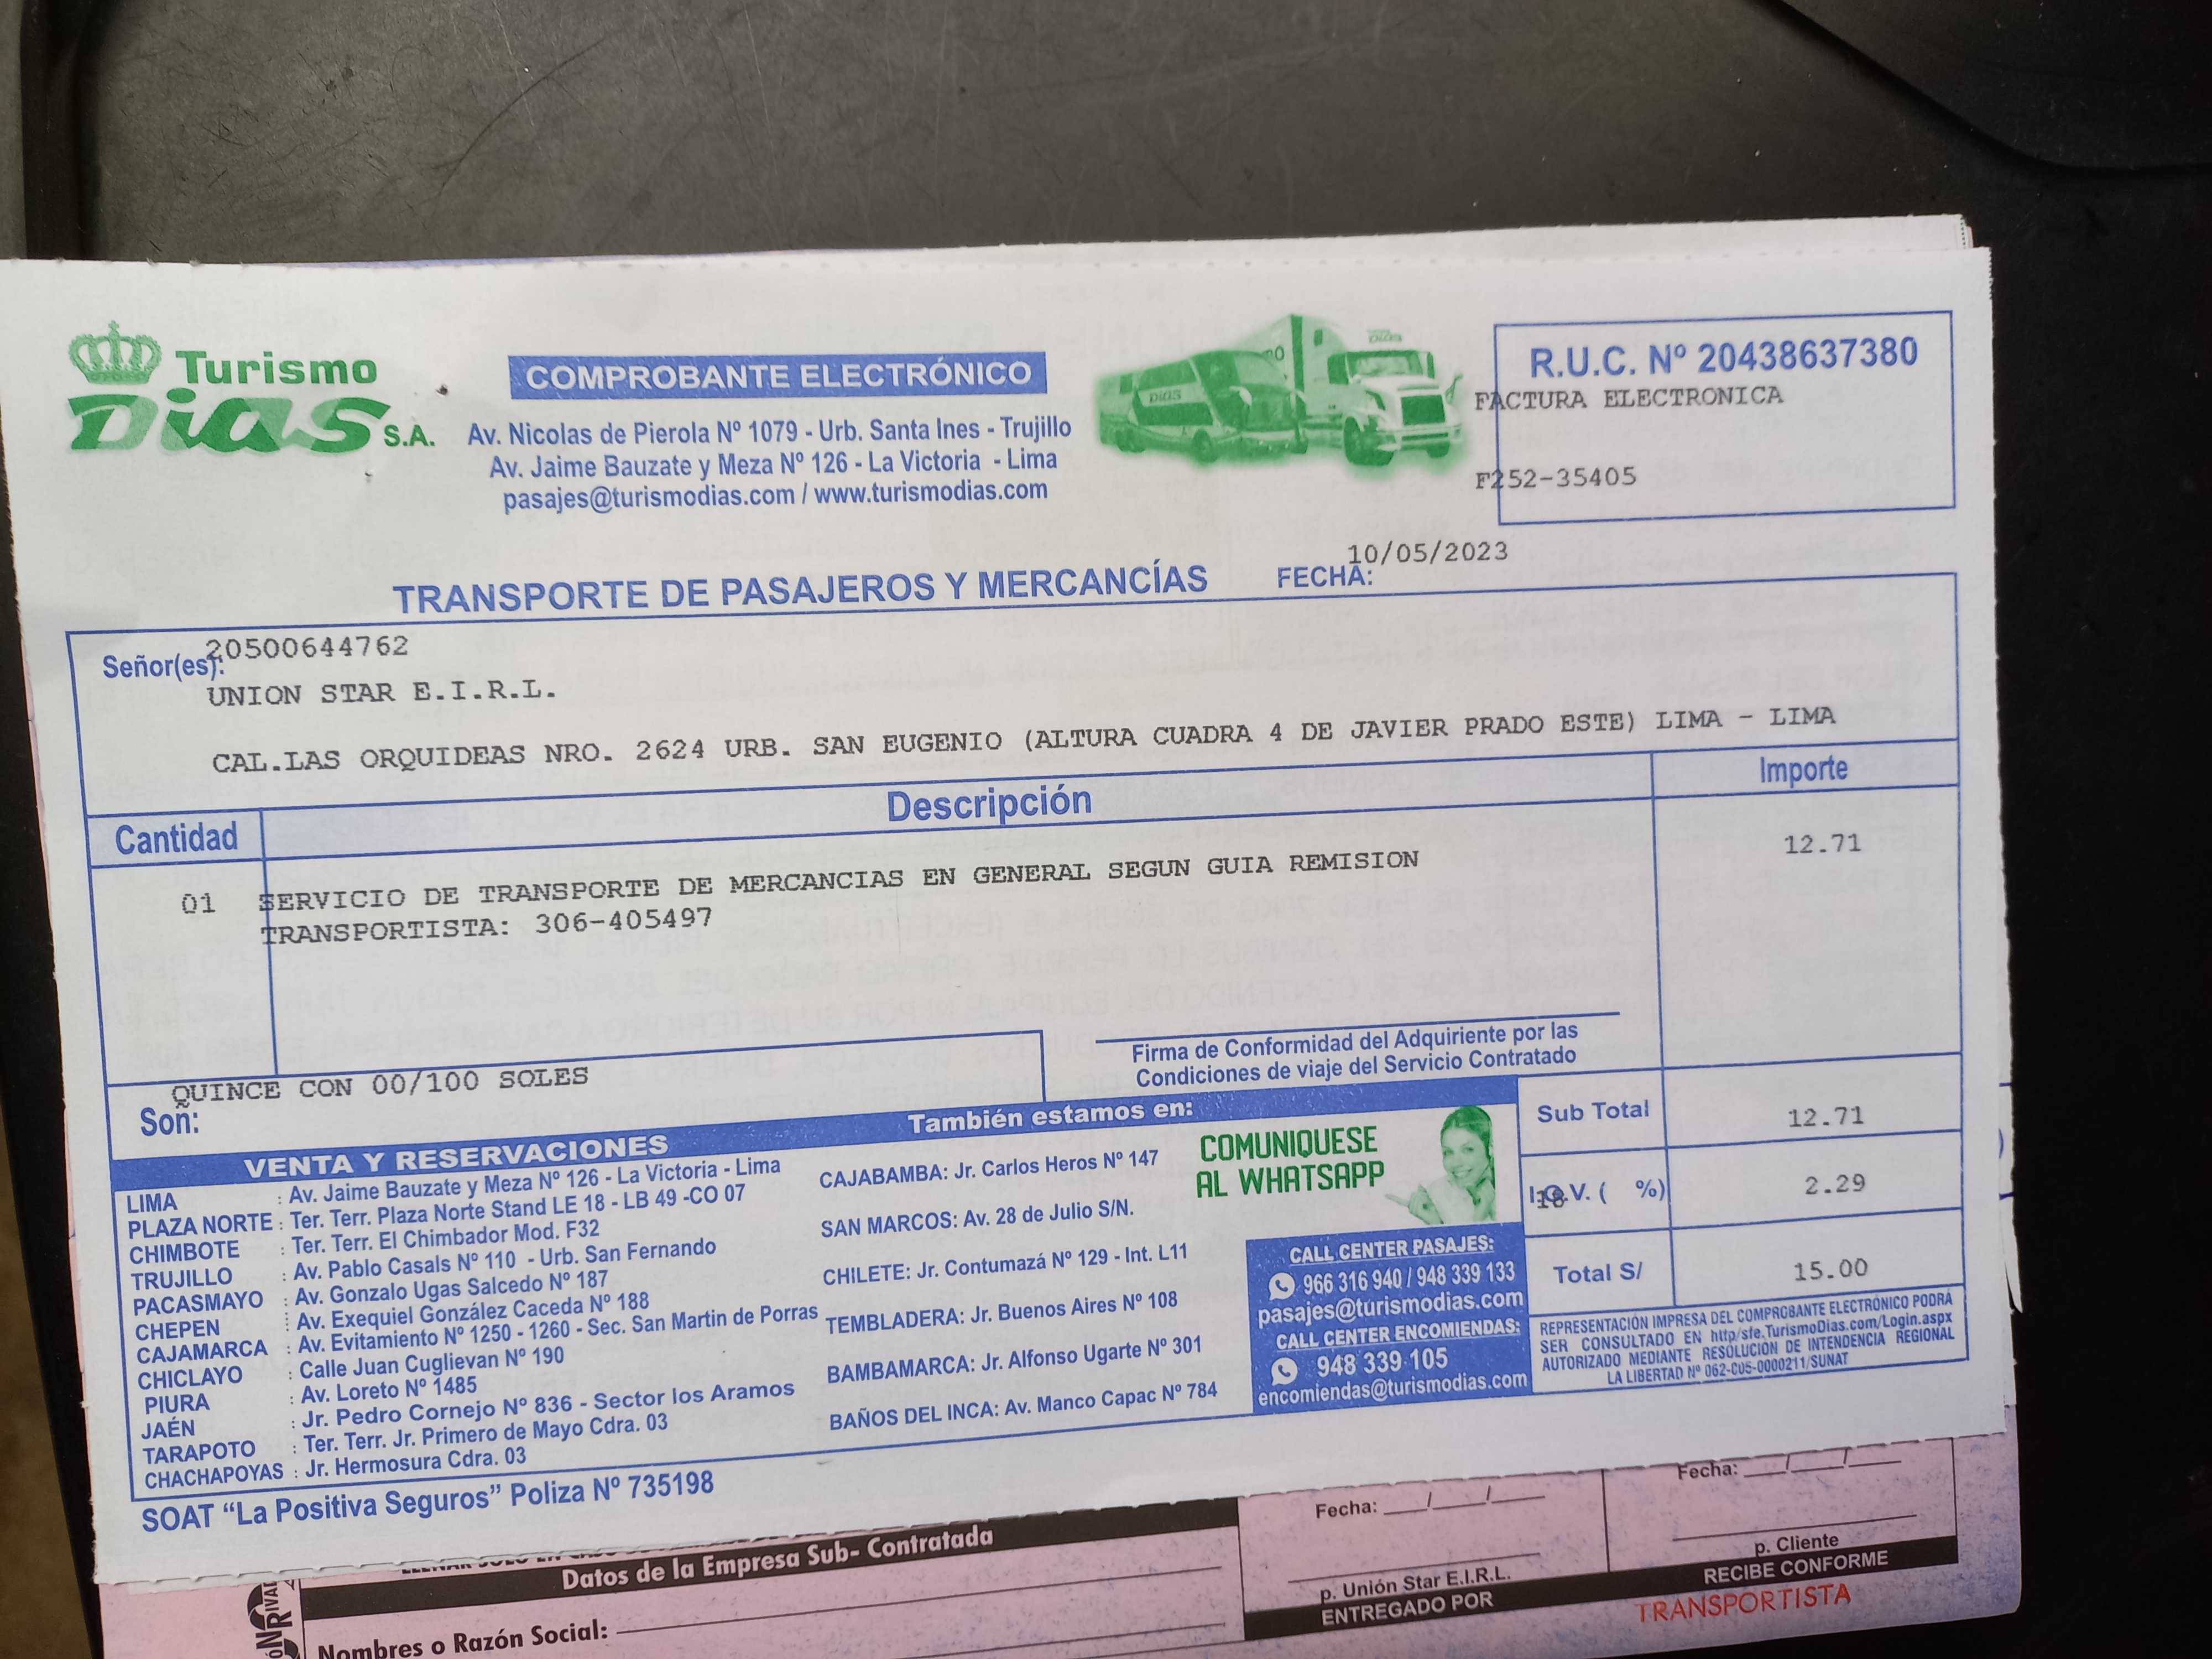 Turismo
Dias S.A.
COMPROBANTE ELECTRÓNICO
Av. Nicolas de Pierola Nº 1079 - Urb. Santa Ines - Trujillo
Av. Jaime Bauzate y Meza Nº 126 - La Victoria - Lima
pasajes@turismodias.com / www.turismodias.com
R.U.C. Nº 20438637380
FACTURA ELECTRONICA
F252-35405
TRANSPORTE DE PASAJEROS Y MERCANCÍAS
FECHA: 10/05/2023
Señor(es): 20500644762
UNION STAR E.I.R.L.
CAL.LAS ORQUIDEAS NRO. 2624 URB. SAN EUGENIO (ALTURA CUADRA 4 DE JAVIER PRADO ESTE) LIMA - LIMA
Cantidad Descripción Importe
01 SERVICIO DE TRANSPORTE DE MERCANCIAS EN GENERAL SEGUN GUIA REMISION 12.71
TRANSPORTISTA: 306-405497
Firma de Conformidad del Adquiriente por las
Condiciones de viaje del Servicio Contratado
Son: QUINCE CON 00/100 SOLES
Sub Total 12.71
I.G.V. ( 18 %) 2.29
Total S/ 15.00
VENTA Y RESERVACIONES
LIMA : Av. Jaime Bauzate y Meza Nº 126 - La Victoria - Lima
PLAZA NORTE : Ter. Terr. Plaza Norte Stand LE 18 - LB 49 -CO 07
CHIMBOTE : Ter. Terr. El Chimbador Mod. F32
TRUJILLO : Av. Pablo Casals Nº 110 - Urb. San Fernando
PACASMAYO : Av. Gonzalo Ugas Salcedo Nº 187
CHEPEN : Av. Exequiel González Caceda Nº 188
CAJAMARCA : Av. Evitamiento Nº 1250 - 1260 - Sec. San Martin de Porras
CHICLAYO : Calle Juan Cuglievan Nº 190
PIURA : Av. Loreto Nº 1485
JAÉN : Jr. Pedro Cornejo Nº 836 - Sector los Aramos
TARAPOTO : Ter. Terr. Jr. Primero de Mayo Cdra. 03
CHACHAPOYAS : Jr. Hermosura Cdra. 03
También estamos en:
CAJABAMBA: Jr. Carlos Heros Nº 147
SAN MARCOS: Av. 28 de Julio S/N.
CHILETE: Jr. Contumazá Nº 129 - Int. L11
TEMBLADERA: Jr. Buenos Aires Nº 108
BAMBAMARCA: Jr. Alfonso Ugarte Nº 301
BAÑOS DEL INCA: Av. Manco Capac Nº 784
COMUNIQUESE
AL WHATSAPP
CALL CENTER PASAJES:
966 316 940 / 948 339 133
pasajes@turismodias.com
CALL CENTER ENCOMIENDAS:
948 339 105
encomiendas@turismodias.com
REPRESENTACIÓN IMPRESA DEL COMPROBANTE ELECTRÓNICO PODRÁ
SER CONSULTADO EN http/sfe.TurismoDias.com/Login.aspx
AUTORIZADO MEDIANTE RESOLUCIÓN DE INTENDENCIA REGIONAL
LA LIBERTAD Nº 062-005-0000211/SUNAT
SOAT "La Positiva Seguros" Poliza Nº 735198
Datos de la Empresa Sub- Contratada
Nombres o Razón Social:
Fecha: ___/___/___
p. Unión Star E.I.R.L.
ENTREGADO POR
Fecha: ___/___/___
p. Cliente
RECIBE CONFORME
TRANSPORTISTA